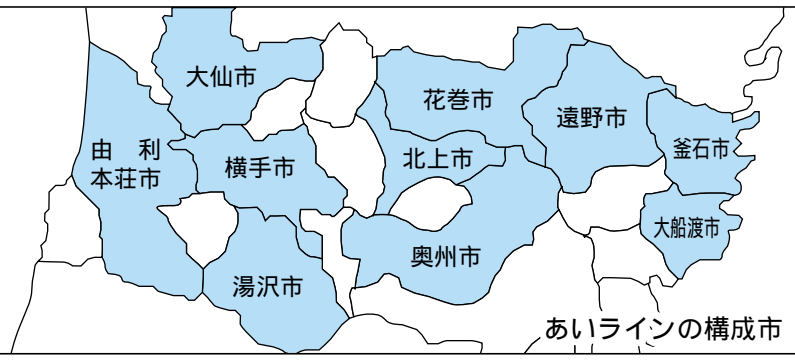 大仙市
花巻市
遠野市
釜石市
由 利
本荘市
横手市
北上市
大船渡市
奥州市
湯沢市
あいラインの構成市